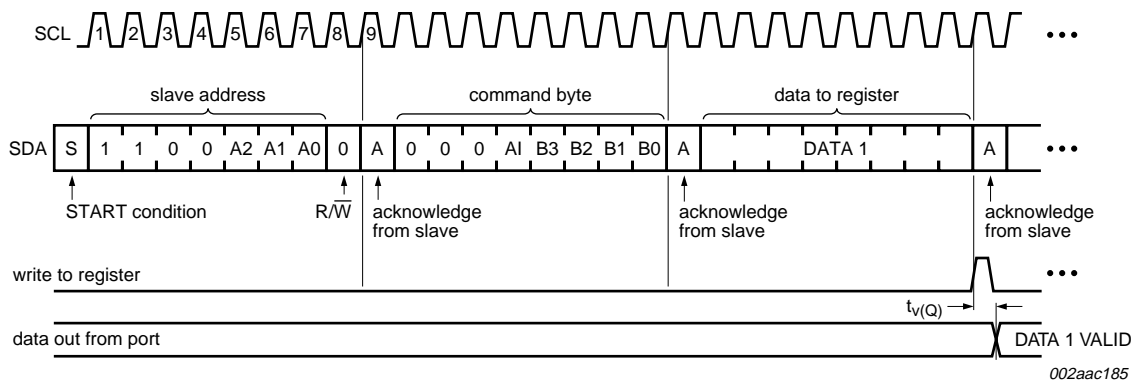 SCL 1 2 3 4 5 6 7 8 9
slave address command byte data to register
SDA S 1 1 0 0 A2 A1 A0 0 A 0 0 0 AI B3 B2 B1 B0 A DATA 1 A
START condition R/W̅ acknowledge from slave acknowledge from slave acknowledge from slave
write to register
tv(Q)
data out from port DATA 1 VALID
002aac185